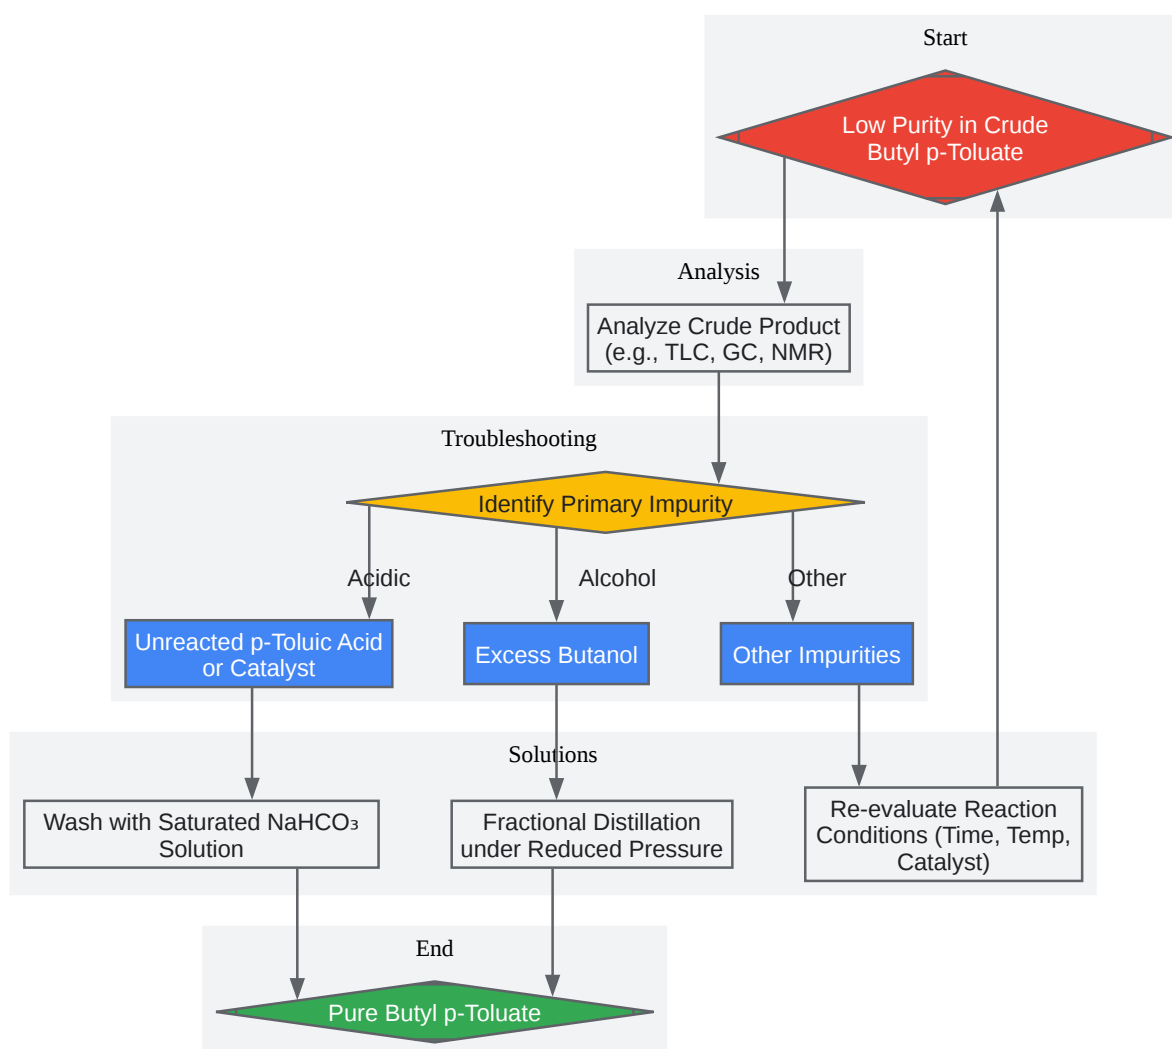 Start
Low Purity in Crude
Butyl p-Toluate
Analysis
Analyze Crude Product
(e.g., TLC, GC, NMR)
Troubleshooting
Identify Primary Impurity
Acidic
Alcohol
Other
Unreacted p-Toluic Acid
or Catalyst
Excess Butanol
Other Impurities
Solutions
Wash with Saturated NaHCO₃
Solution
Fractional Distillation
under Reduced Pressure
Re-evaluate Reaction
Conditions (Time, Temp,
Catalyst)
End
Pure Butyl p-Toluate